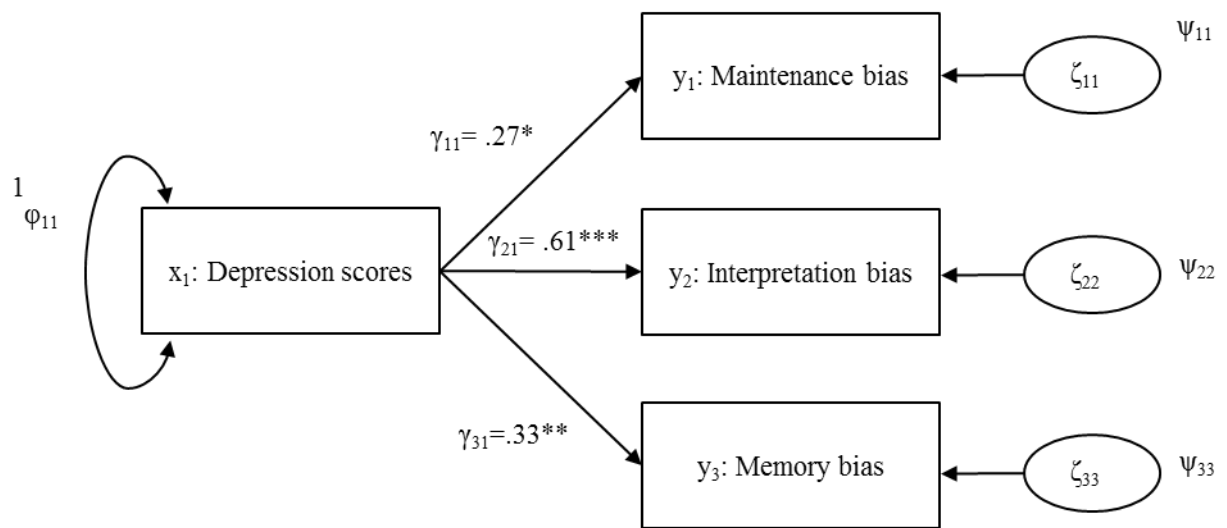 ψ₁₁
y₁: Maintenance bias
ζ₁₁
γ₁₁= .27*
1
φ₁₁
x₁: Depression scores
γ₂₁= .61***
y₂: Interpretation bias
ζ₂₂
ψ₂₂
γ₃₁=.33**
y₃: Memory bias
ζ₃₃
ψ₃₃